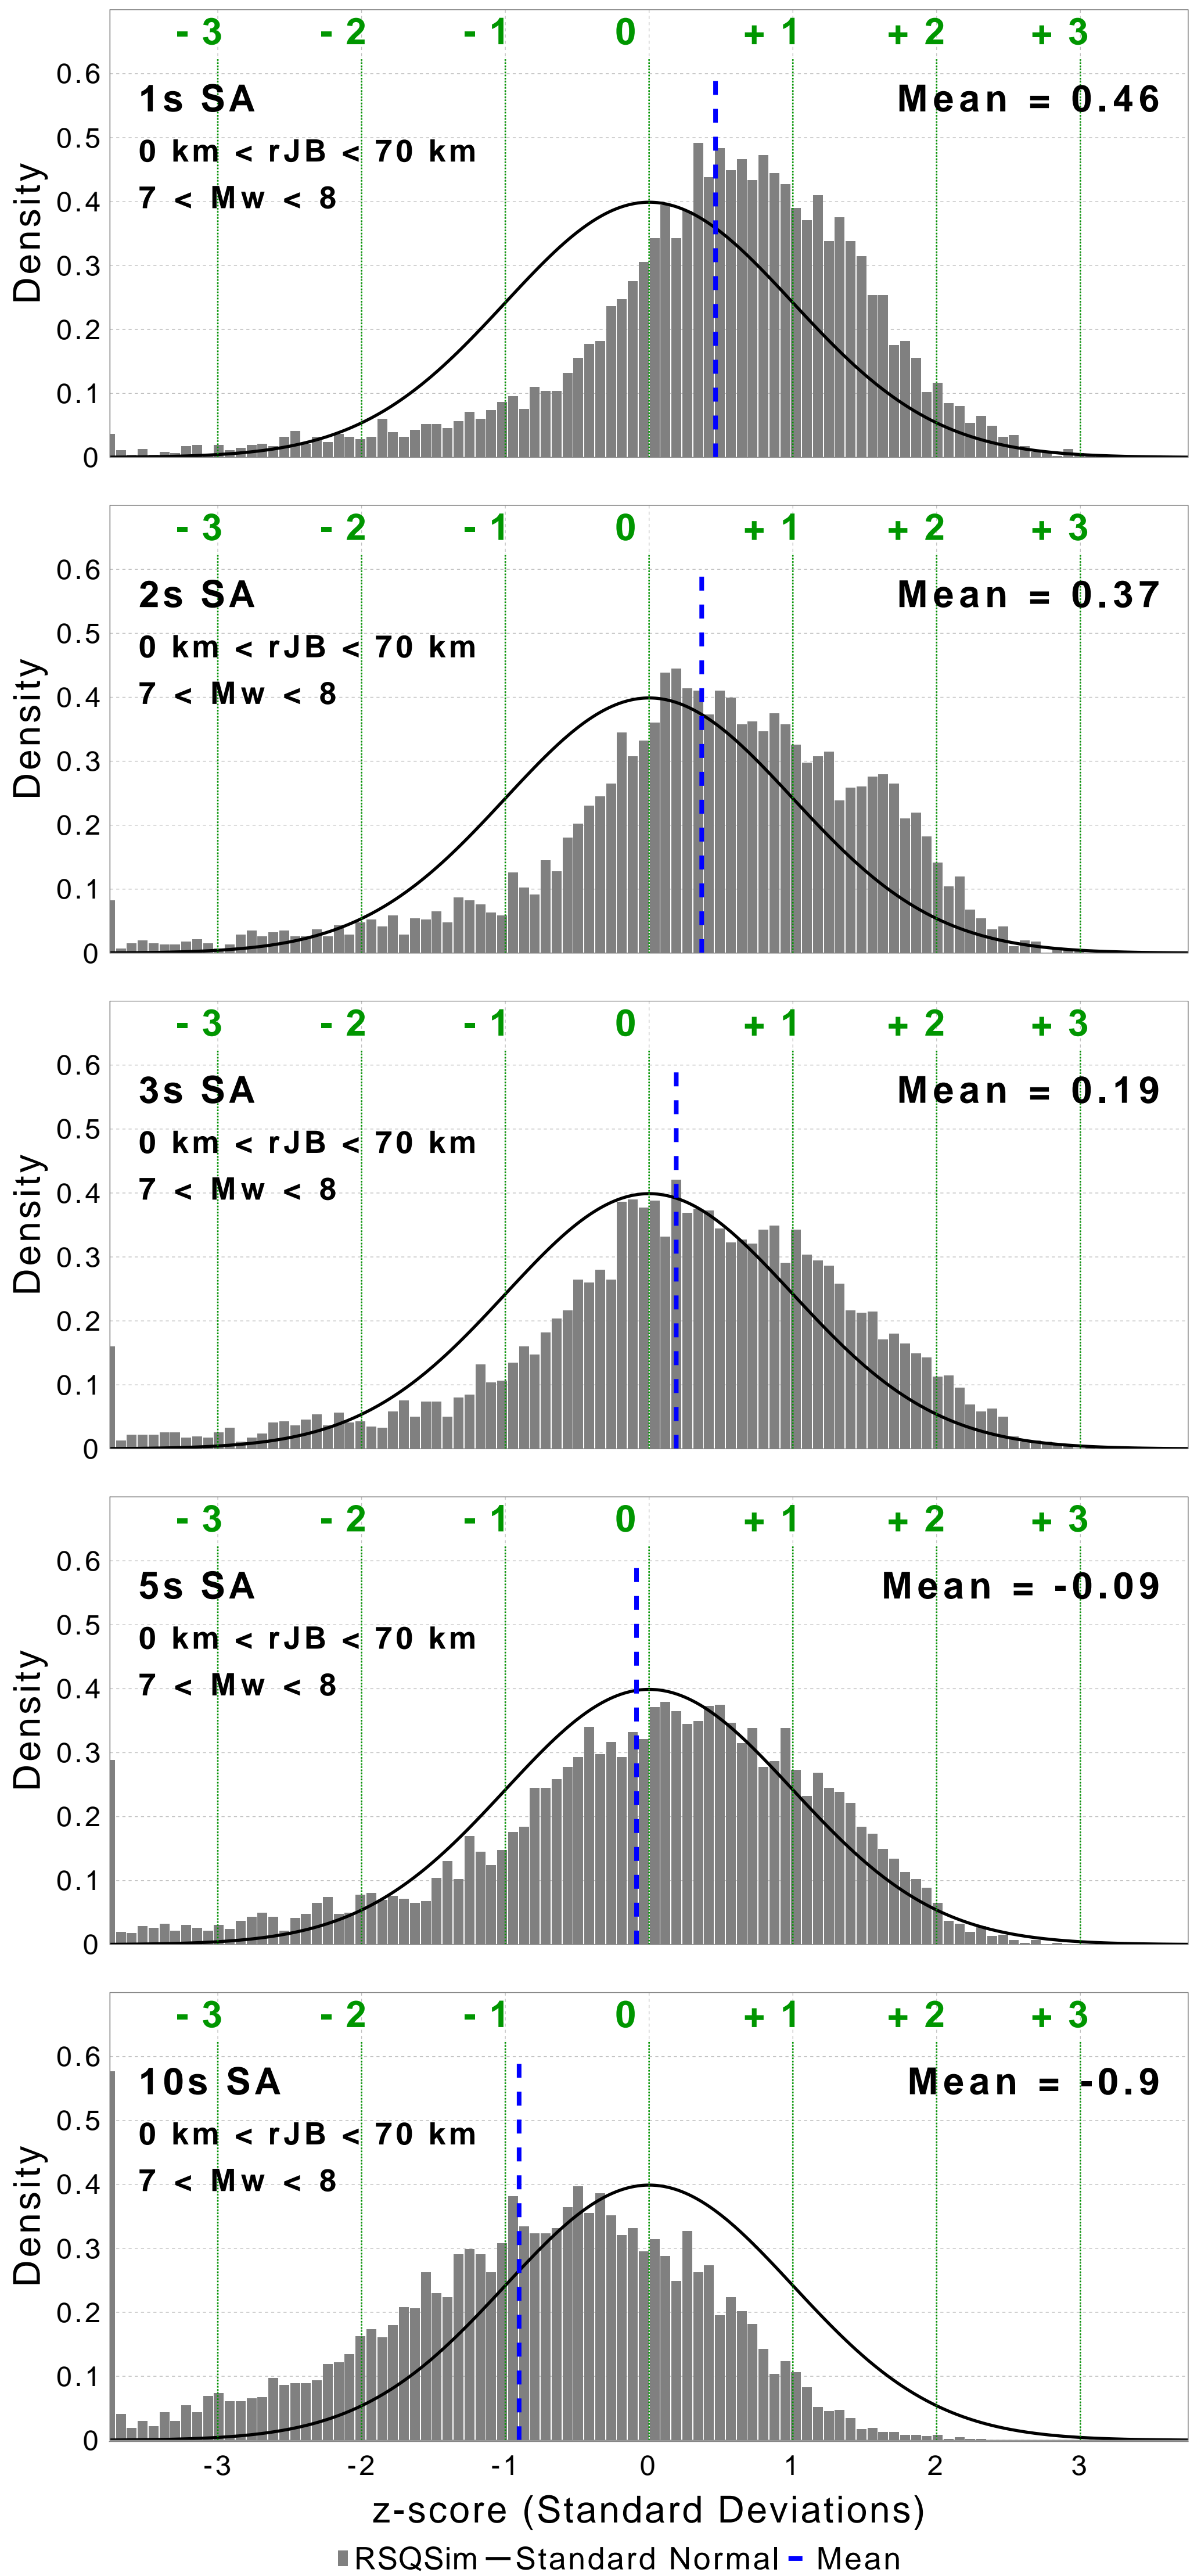 - 3 - 2 - 1 0 + 1 + 2 + 3
0.6
1s SA Mean = 0.46
0.5
0 km < rJB < 70 km
7 < Mw < 8
0.4
Density
0.3
0.2
0.1
0
- 3 - 2 - 1 0 + 1 + 2 + 3
0.6
2s SA Mean = 0.37
0.5
0 km < rJB < 70 km
7 < Mw < 8
0.4
Density
0.3
0.2
0.1
0
- 3 - 2 - 1 0 + 1 + 2 + 3
0.6
3s SA Mean = 0.19
0.5
0 km < rJB < 70 km
7 < Mw < 8
0.4
Density
0.3
0.2
0.1
0
- 3 - 2 - 1 0 + 1 + 2 + 3
0.6
5s SA Mean = -0.09
0.5
0 km < rJB < 70 km
7 < Mw < 8
0.4
Density
0.3
0.2
0.1
0
- 3 - 2 - 1 0 + 1 + 2 + 3
0.6
10s SA Mean = -0.9
0.5
0 km < rJB < 70 km
7 < Mw < 8
0.4
Density
0.3
0.2
0.1
0
-3 -2 -1 0 1 2 3
z-score (Standard Deviations)
RSQSim Standard Normal Mean